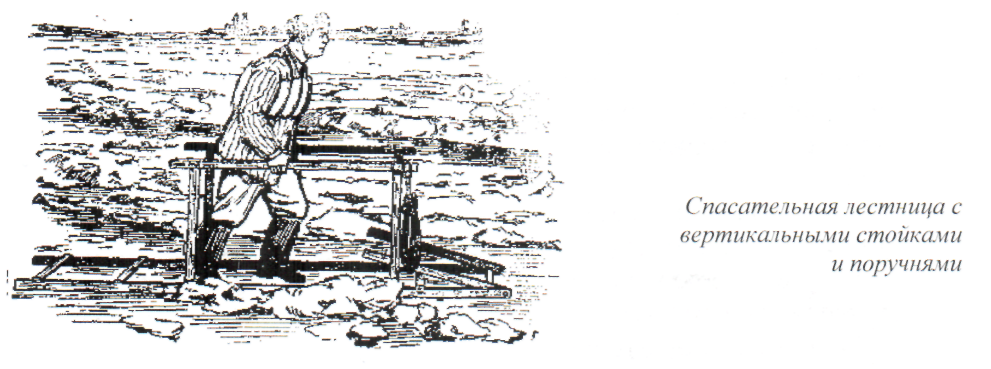 Спасательная лестница с
вертикальными стойками
и поручнями